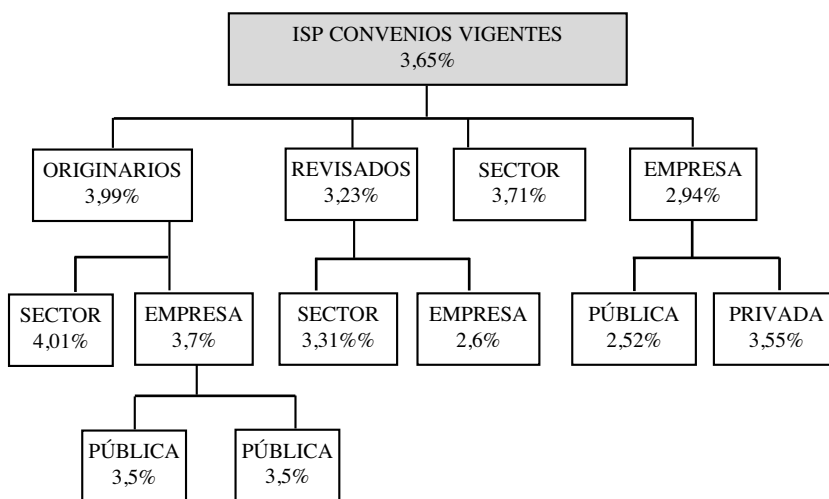 ISP CONVENIOS VIGENTES
3,65%
ORIGINARIOS
3,99%
REVISADOS
3,23%
SECTOR
3,71%
EMPRESA
2,94%
SECTOR
4,01%
EMPRESA
3,7%
SECTOR
3,31%%
EMPRESA
2,6%
PÚBLICA
2,52%
PRIVADA
3,55%
PÚBLICA
3,5%
PÚBLICA
3,5%